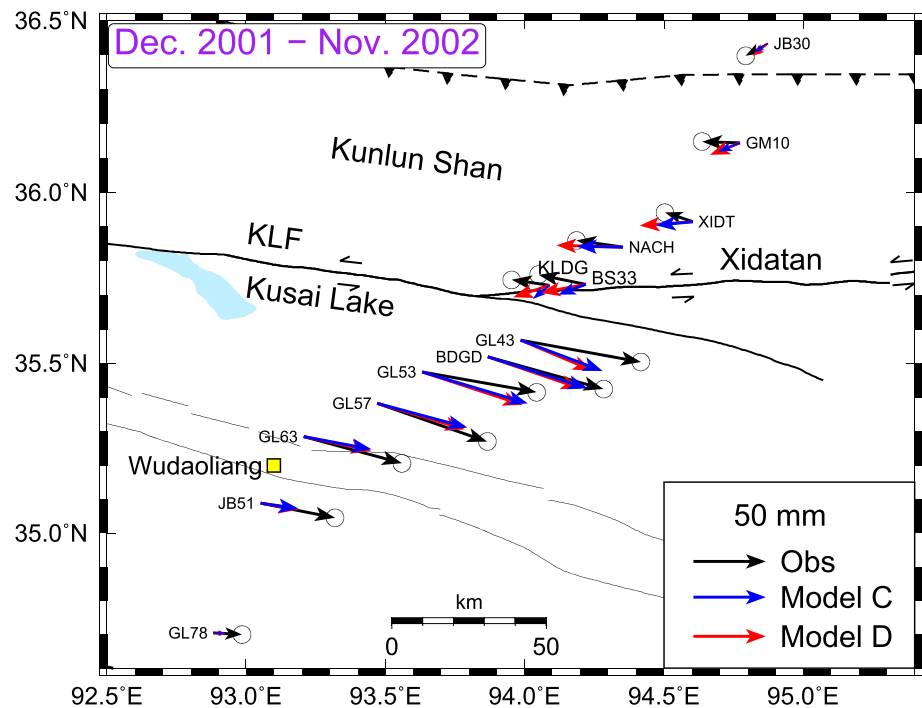 Dec. 2001 – Nov. 2002
36.5°N
36.0°N
35.5°N
35.0°N
JB30
GM10
Kunlun Shan
XIDT
KLF
NACH
Xidatan
KLDG
BS33
Kusai Lake
GL43
BDGD
GL53
GL57
GL63
Wudaoliang
JB51
GL78
km
0 50
50 mm
Obs
Model C
Model D
92.5°E 93.0°E 93.5°E 94.0°E 94.5°E 95.0°E